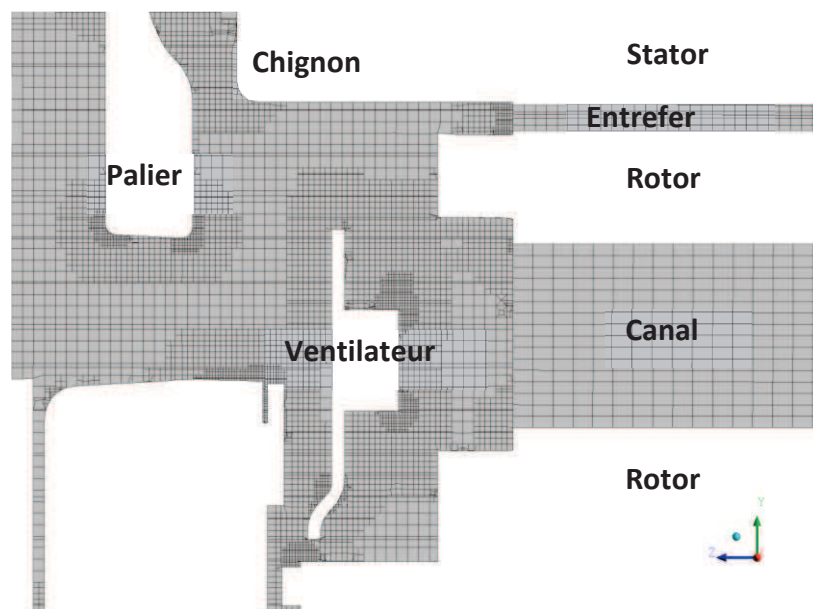 Chignon
Stator
Entrefer
Palier
Rotor
Ventilateur
Canal
Rotor
Y
Z